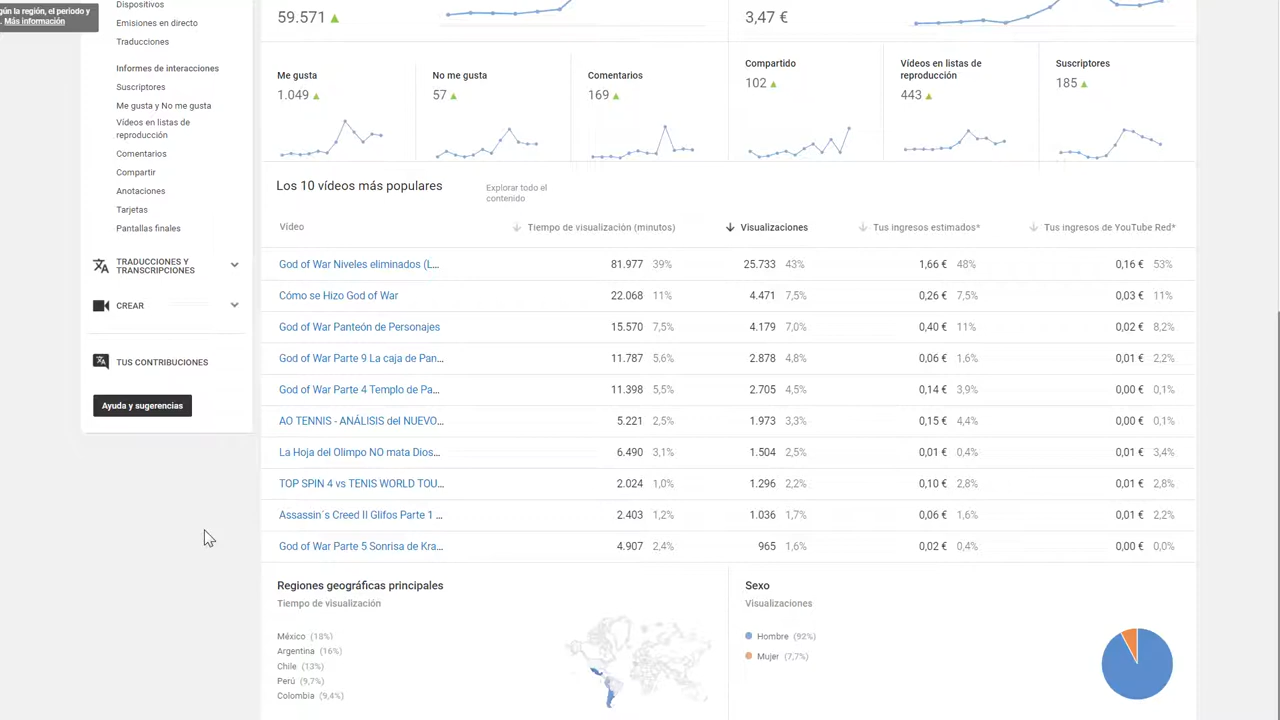 gún la región, el periodo y
. Más información
Dispositivos
Emisiones en directo
Traducciones
Informes de interacciones
Suscriptores
Me gusta y No me gusta
Vídeos en listas de
reproducción
Comentarios
Compartir
Anotaciones
Tarjetas
Pantallas finales
TRADUCCIONES Y
TRANSCRIPCIONES
CREAR
TUS CONTRIBUCIONES
Ayuda y sugerencias
59.571
3,47 €
Me gusta
1.049
No me gusta
57
Comentarios
169
Compartido
102
Vídeos en listas de
reproducción
443
Suscriptores
185
Los 10 vídeos más populares
Explorar todo el
contenido
Vídeo Tiempo de visualización (minutos) Visualizaciones Tus ingresos estimados* Tus ingresos de YouTube Red*
God of War Niveles eliminados (L... 81.977 39% 25.733 43% 1,66 € 48% 0,16 € 53%
Cómo se Hizo God of War 22.068 11% 4.471 7,5% 0,26 € 7,5% 0,03 € 11%
God of War Panteón de Personajes 15.570 7,5% 4.179 7,0% 0,40 € 11% 0,02 € 8,2%
God of War Parte 9 La caja de Pan... 11.787 5,6% 2.878 4,8% 0,06 € 1,6% 0,01 € 2,2%
God of War Parte 4 Templo de Pa... 11.398 5,5% 2.705 4,5% 0,14 € 3,9% 0,00 € 0,1%
AO TENNIS - ANÁLISIS del NUEVO... 5.221 2,5% 1.973 3,3% 0,15 € 4,4% 0,00 € 0,1%
La Hoja del Olimpo NO mata Dios... 6.490 3,1% 1.504 2,5% 0,01 € 0,4% 0,01 € 3,4%
TOP SPIN 4 vs TENIS WORLD TOU... 2.024 1,0% 1.296 2,2% 0,10 € 2,8% 0,01 € 2,8%
Assassin´s Creed II Glifos Parte 1 ... 2.403 1,2% 1.036 1,7% 0,06 € 1,6% 0,01 € 2,2%
God of War Parte 5 Sonrisa de Kra... 4.907 2,4% 965 1,6% 0,02 € 0,4% 0,00 € 0,0%
Regiones geográficas principales
Tiempo de visualización
México (18%)
Argentina (16%)
Chile (13%)
Perú (9,7%)
Colombia (9,4%)
Sexo
Visualizaciones
Hombre (92%)
Mujer (7,7%)